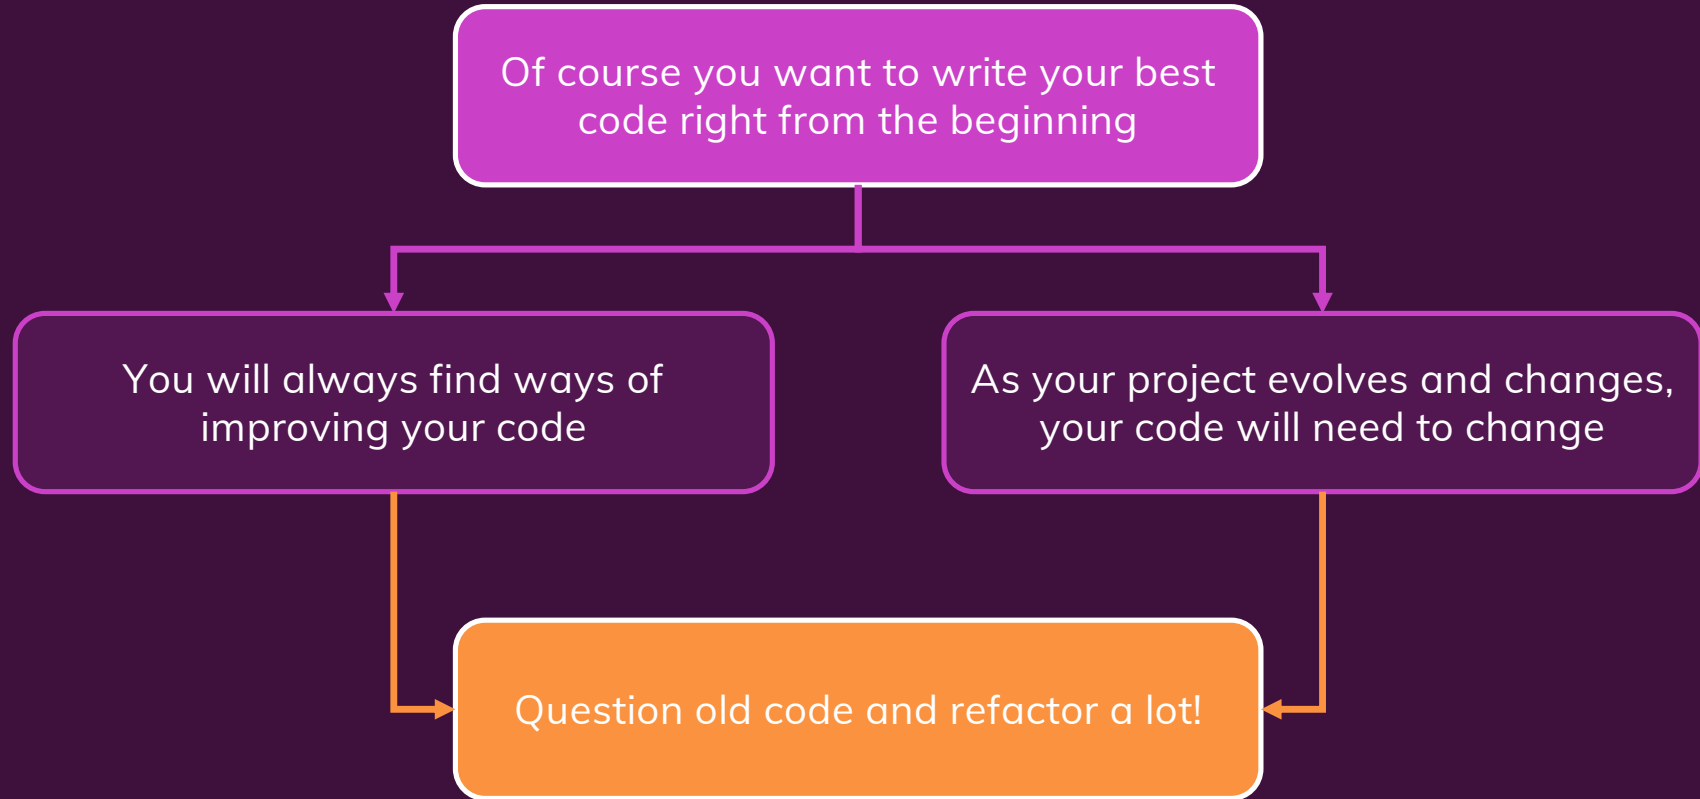 Of course you want to write your best
code right from the beginning
You will always find ways of
improving your code
As your project evolves and changes,
your code will need to change
Question old code and refactor a lot!